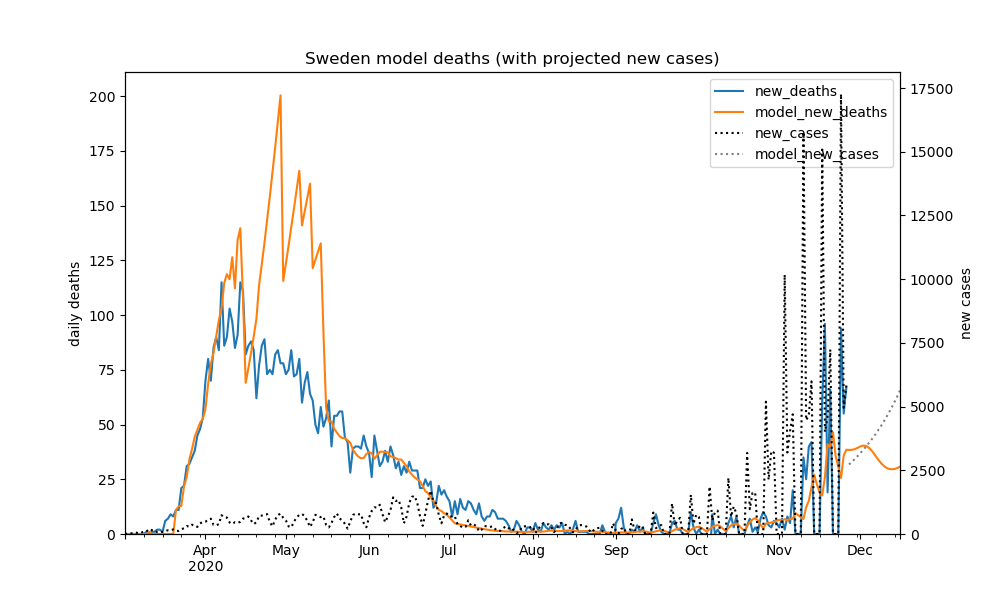 Sweden model deaths (with projected new cases)
new_deaths
model_new_deaths
new_cases
model_new_cases
daily deaths
200
175
150
125
100
75
50
25
0
new cases
17500
15000
12500
10000
7500
5000
2500
0
Apr May Jun Jul Aug Sep Oct Nov Dec
2020